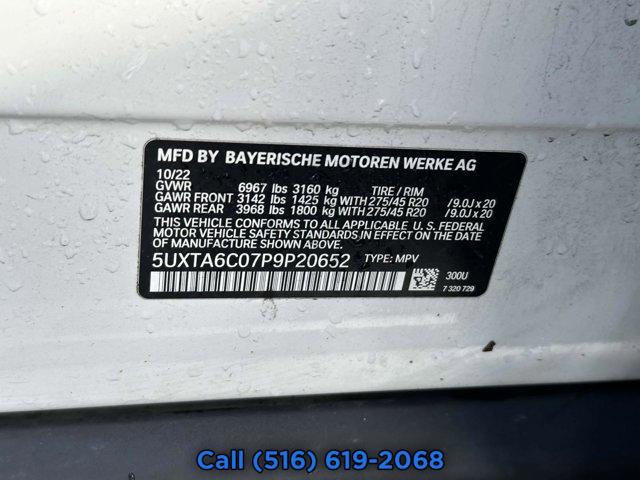 MFD BY BAYERISCHE MOTOREN WERKE AG
10/22
GVWR 6967 lbs 3160 kg TIRE / RIM
GAWR FRONT 3142 lbs 1425 kg WITH 275/45 R20 /9.0J x 20
GAWR REAR 3968 lbs 1800 kg WITH 275/45 R20 /9.0J x 20
THIS VEHICLE CONFORMS TO ALL APPLICABLE U. S. FEDERAL
MOTOR VEHICLE SAFETY STANDARDS IN EFFECT ON THE
DATE OF MANUFACTURE SHOWN ABOVE.
5UXTA6C07P9P20652 TYPE: MPV
300U
7 320 729
Call (516) 619-2068